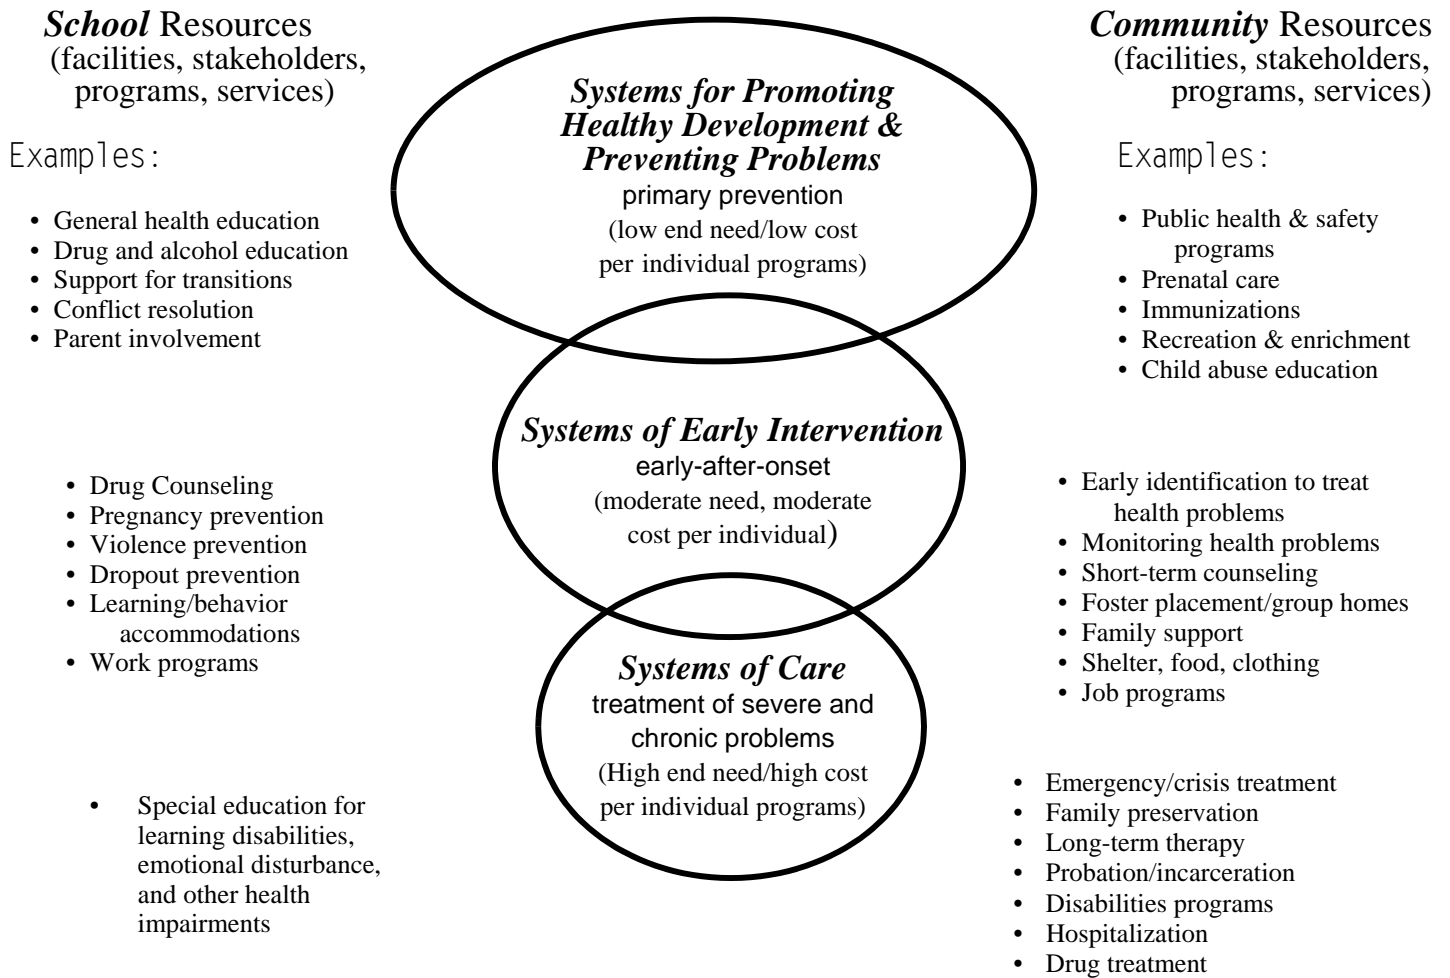 School Resources
(facilities, stakeholders,
programs, services)
Examples:
• General health education
• Drug and alcohol education
• Support for transitions
• Conflict resolution
• Parent involvement
• Drug Counseling
• Pregnancy prevention
• Violence prevention
• Dropout prevention
• Learning/behavior
accommodations
• Work programs
• Special education for
learning disabilities,
emotional disturbance,
and other health
impairments
Systems for Promoting
Healthy Development &
Preventing Problems
primary prevention
(low end need/low cost
per individual programs)
Systems of Early Intervention
early-after-onset
(moderate need, moderate
cost per individual)
Systems of Care
treatment of severe and
chronic problems
(High end need/high cost
per individual programs)
Community Resources
(facilities, stakeholders,
programs, services)
Examples:
• Public health & safety
programs
• Prenatal care
• Immunizations
• Recreation & enrichment
• Child abuse education
• Early identification to treat
health problems
• Monitoring health problems
• Short-term counseling
• Foster placement/group homes
• Family support
• Shelter, food, clothing
• Job programs
• Emergency/crisis treatment
• Family preservation
• Long-term therapy
• Probation/incarceration
• Disabilities programs
• Hospitalization
• Drug treatment